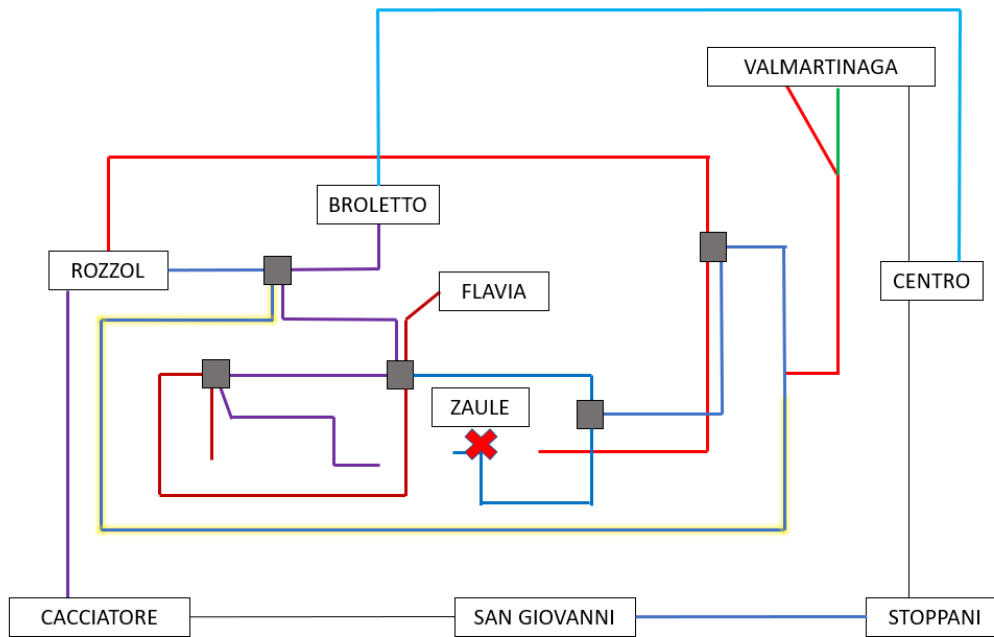 VALMARTINAGA
BROLETTO
ROZZOL
FLAVIA
CENTRO
ZAULE
CACCIATORE
SAN GIOVANNI
STOPPANI